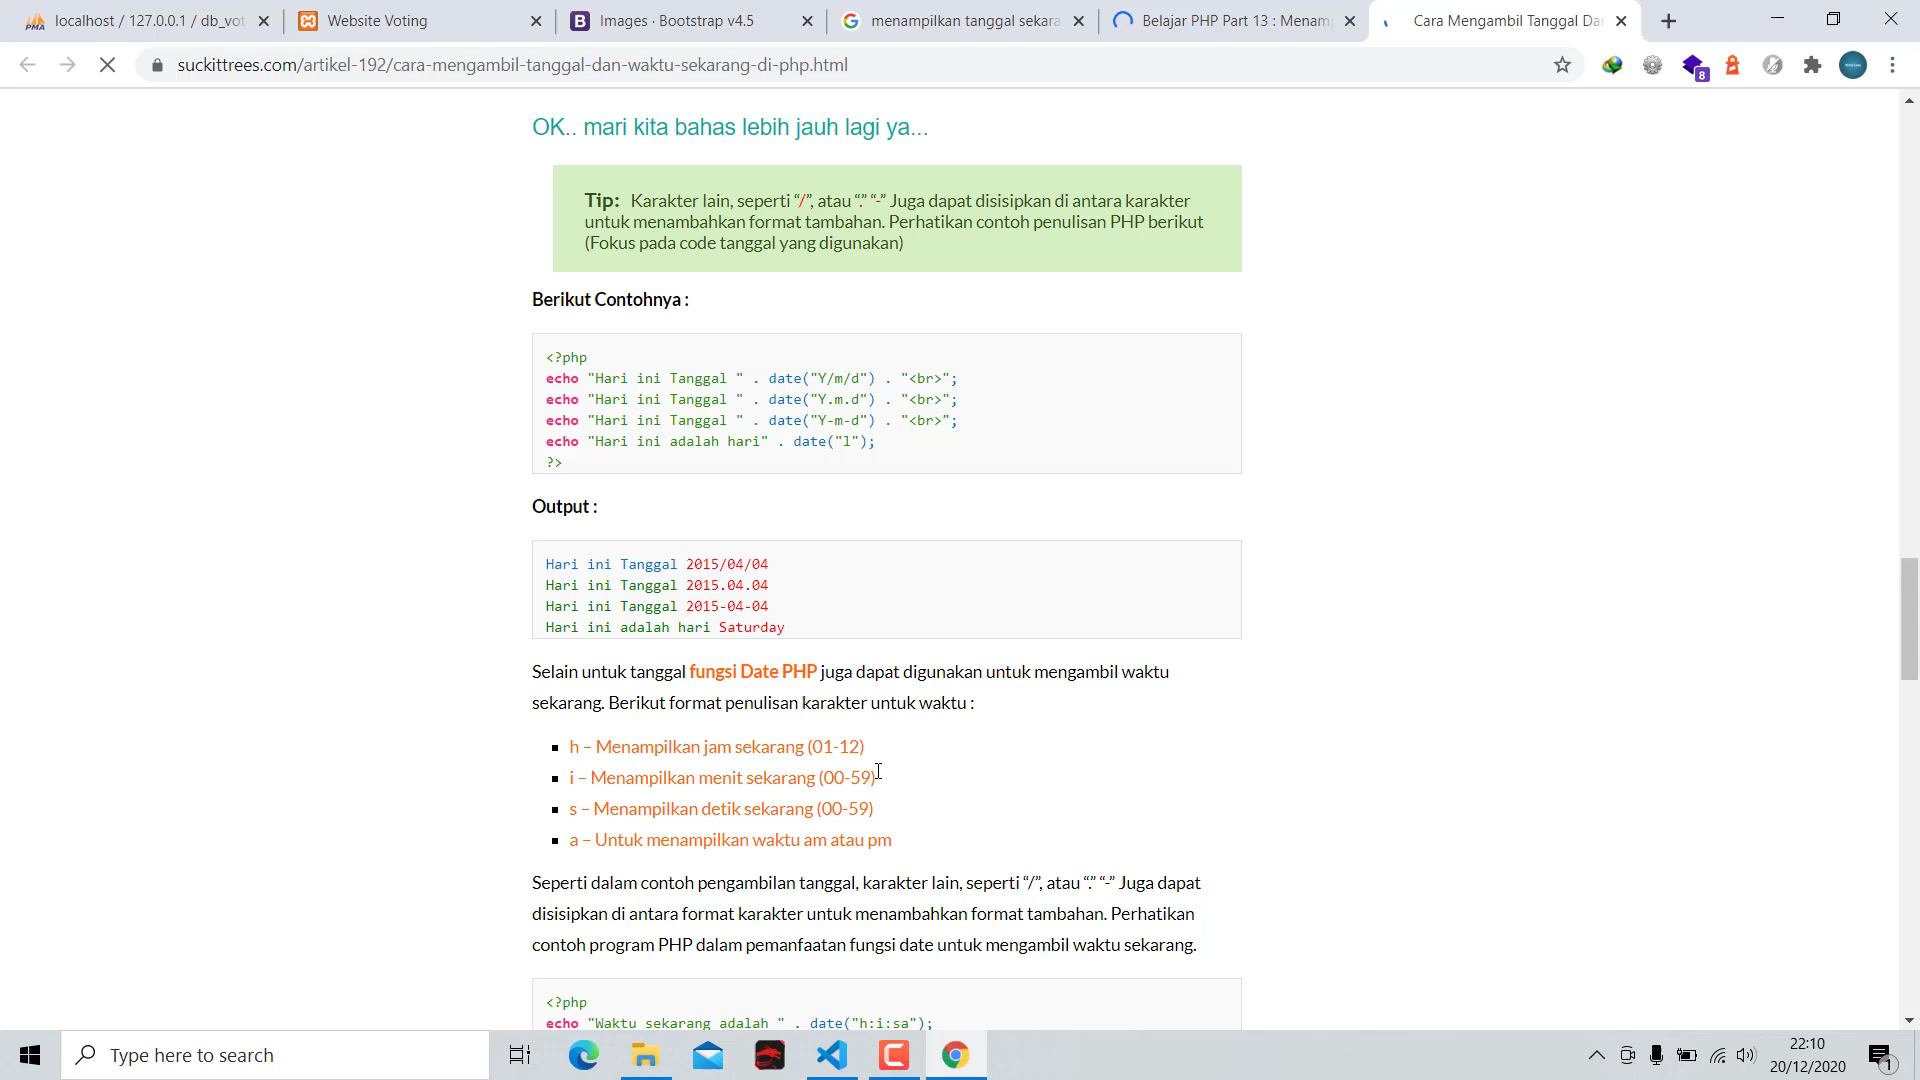 localhost / 127.0.0.1 / db_vot
Website Voting
Images · Bootstrap v4.5
menampilkan tanggal sekara
Belajar PHP Part 13 : Menam
Cara Mengambil Tanggal Da
suckittrees.com/artikel-192/cara-mengambil-tanggal-dan-waktu-sekarang-di-php.html
8
OK.. mari kita bahas lebih jauh lagi ya...
Tip: Karakter lain, seperti “/”, atau “.” “-” Juga dapat disisipkan di antara karakter
untuk menambahkan format tambahan. Perhatikan contoh penulisan PHP berikut
(Fokus pada code tanggal yang digunakan)
Berikut Contohnya :
<?php
echo "Hari ini Tanggal " . date("Y/m/d") . "<br>";
echo "Hari ini Tanggal " . date("Y.m.d") . "<br>";
echo "Hari ini Tanggal " . date("Y-m-d") . "<br>";
echo "Hari ini adalah hari" . date("l");
?>
Output :
Hari ini Tanggal 2015/04/04
Hari ini Tanggal 2015.04.04
Hari ini Tanggal 2015-04-04
Hari ini adalah hari Saturday
Selain untuk tanggal fungsi Date PHP juga dapat digunakan untuk mengambil waktu
sekarang. Berikut format penulisan karakter untuk waktu :
h – Menampilkan jam sekarang (01-12)
i – Menampilkan menit sekarang (00-59)
s – Menampilkan detik sekarang (00-59)
a – Untuk menampilkan waktu am atau pm
Seperti dalam contoh pengambilan tanggal, karakter lain, seperti “/”, atau “.” “-” Juga dapat
disisipkan di antara format karakter untuk menambahkan format tambahan. Perhatikan
contoh program PHP dalam pemanfaatan fungsi date untuk mengambil waktu sekarang.
<?php
echo "Waktu sekarang adalah " . date("h:i:sa");
Type here to search
22:10
20/12/2020
1